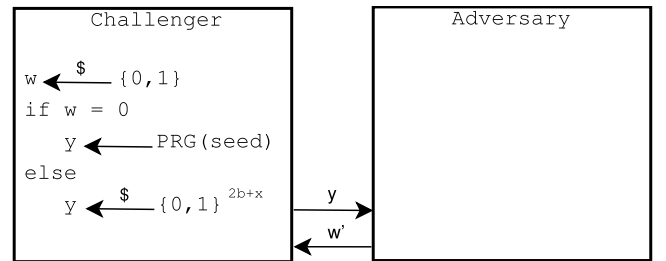 Challenger
Adversary
w $ {0,1}
if w = 0
y PRG(seed)
else
y $ {0,1} 2b+x
y
w'